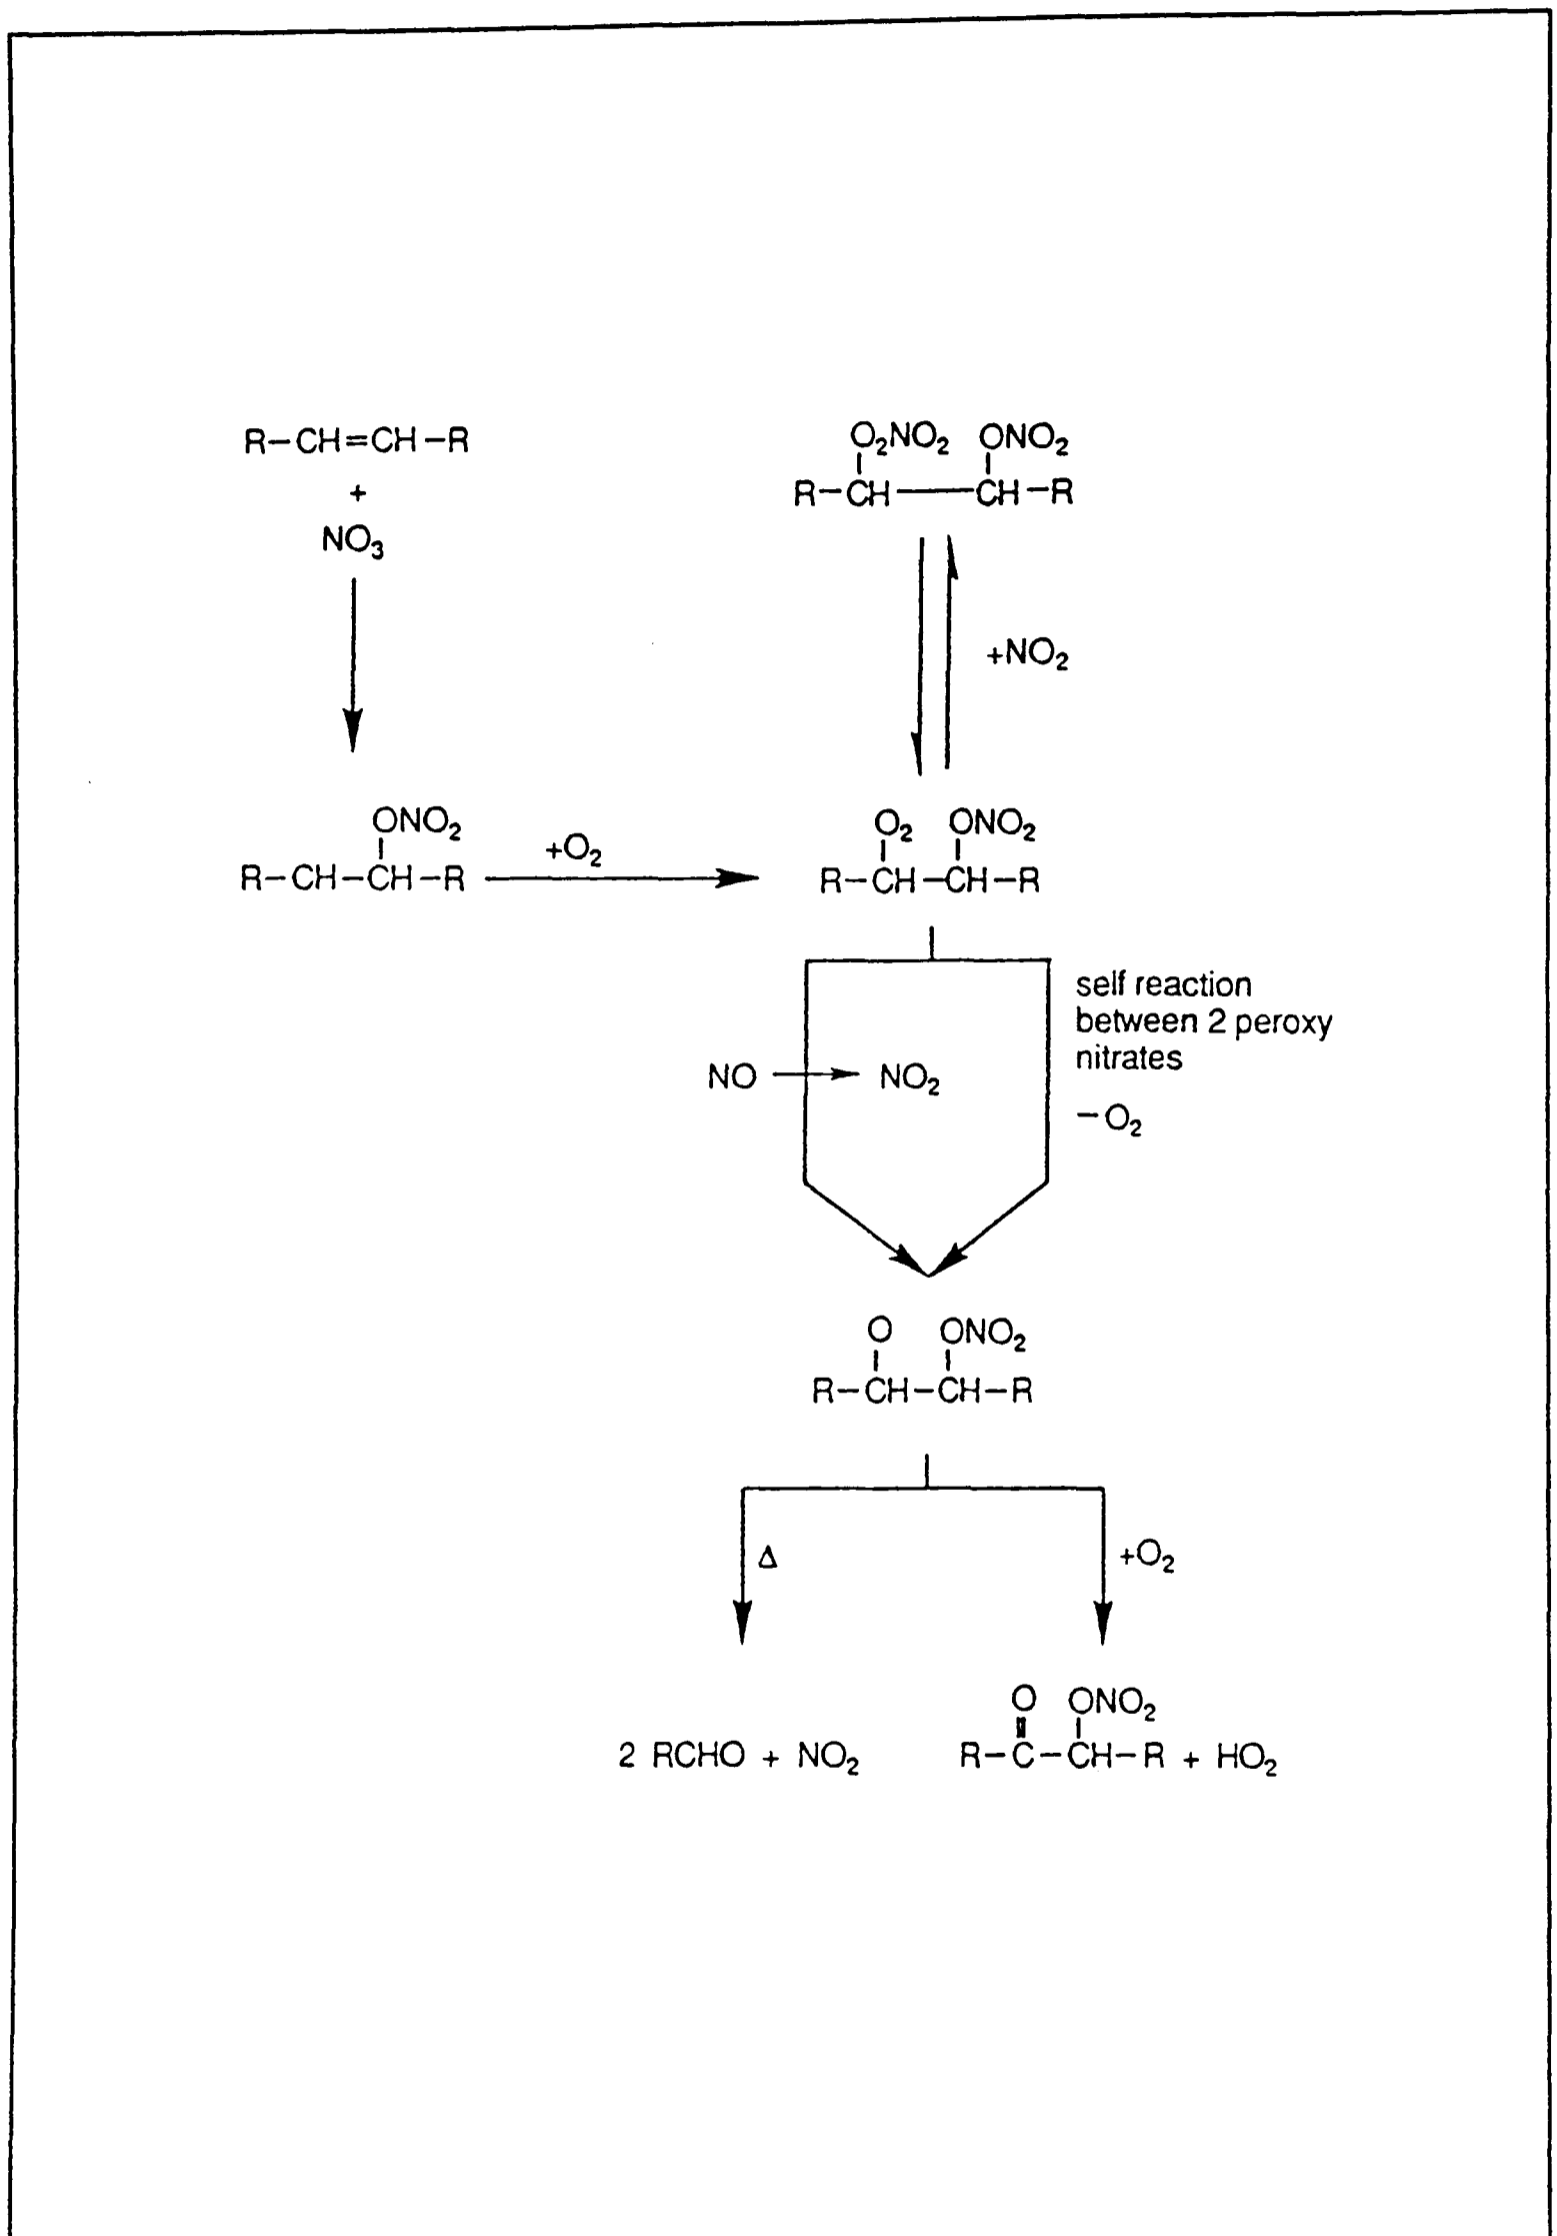 R–CH=CH–R
+
NO₃
O₂NO₂ ONO₂
R–CH—CH–R
+NO₂
ONO₂
R–CH–CH–R
+O₂
O₂ ONO₂
R–CH–CH–R
self reaction
between 2 peroxy
nitrates
–O₂
NO → NO₂
O ONO₂
R–CH–CH–R
Δ
+O₂
2 RCHO + NO₂
O ONO₂
R–C–CH–R + HO₂